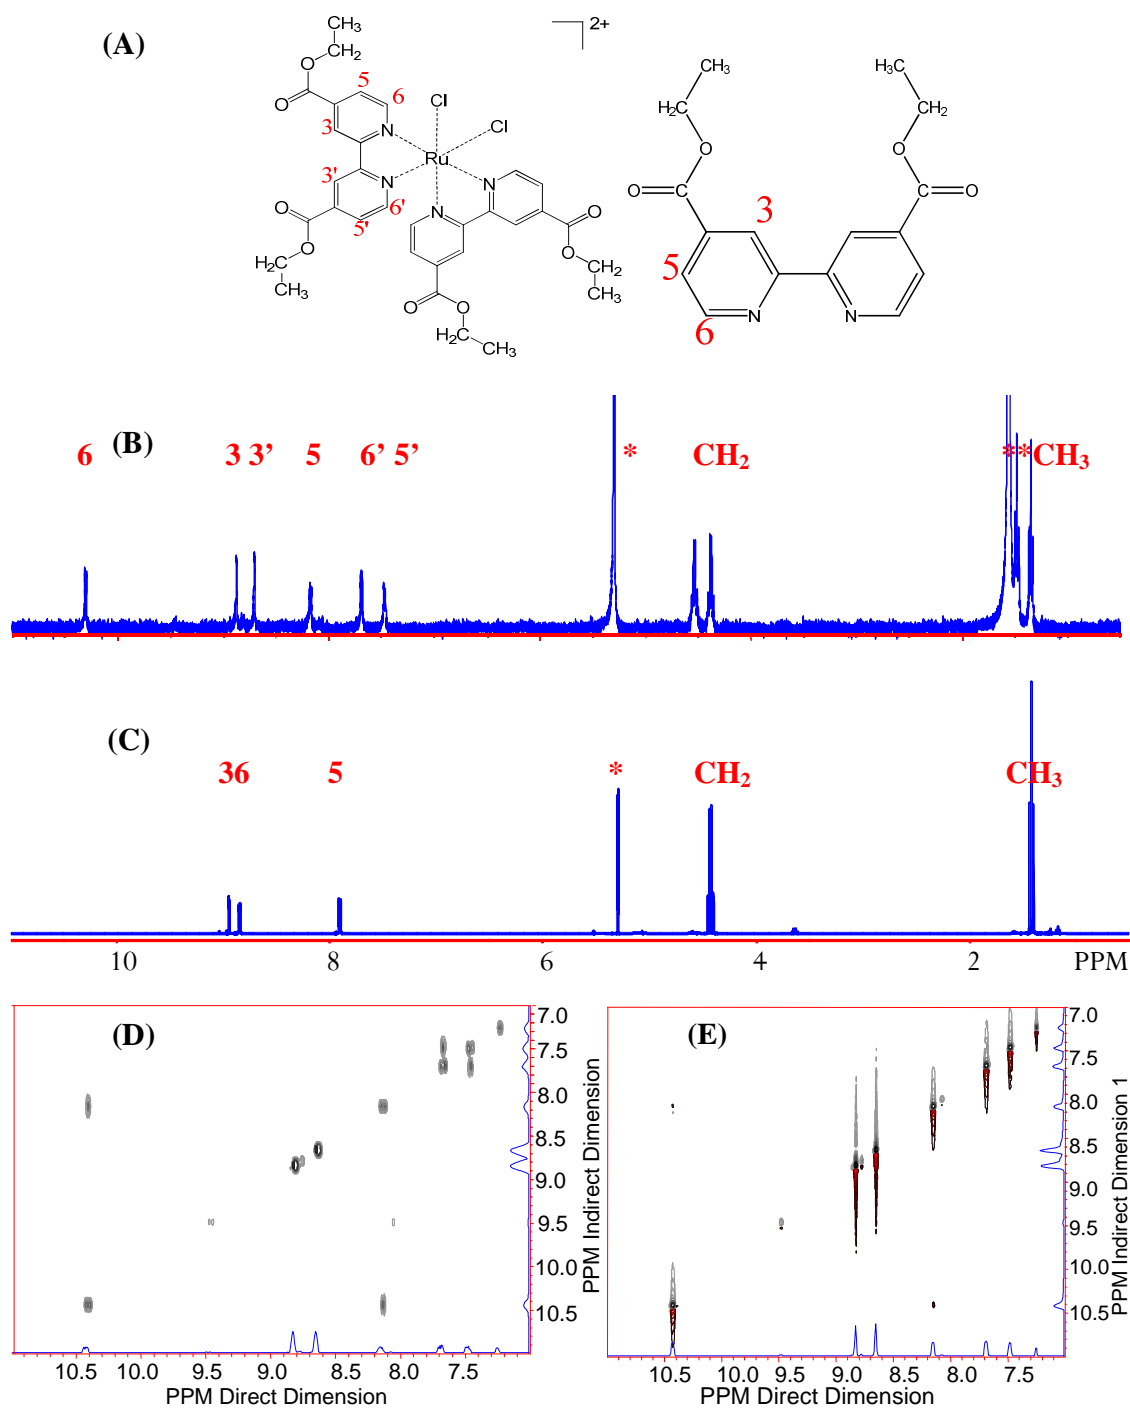 (A)
CH3
CH2
O
O
5
6
3
N
Cl
Cl
Ru
2+
3'
N
6'
5'
O
O
H2C
CH3
N
N
O
O
CH2
CH3
O
O
H2C
CH3
CH3
H2C
O
O
3
5
6
N
N
H3C
CH2
O
O
(B)
6 3 3’ 5 6’ 5’ * CH2 * * CH3
(C)
36 5 * CH2 CH3
10 8 6 4 2 PPM
(D)
7.0
7.5
8.0
8.5
9.0
9.5
10.0
10.5
PPM Indirect Dimension
10.5 10.0 9.5 9.0 8.5 8.0 7.5
PPM Direct Dimension
(E)
7.0
7.5
8.0
8.5
9.0
9.5
10.0
10.5
PPM Indirect Dimension 1
10.5 10.0 9.5 9.0 8.5 8.0 7.5
PPM Direct Dimension